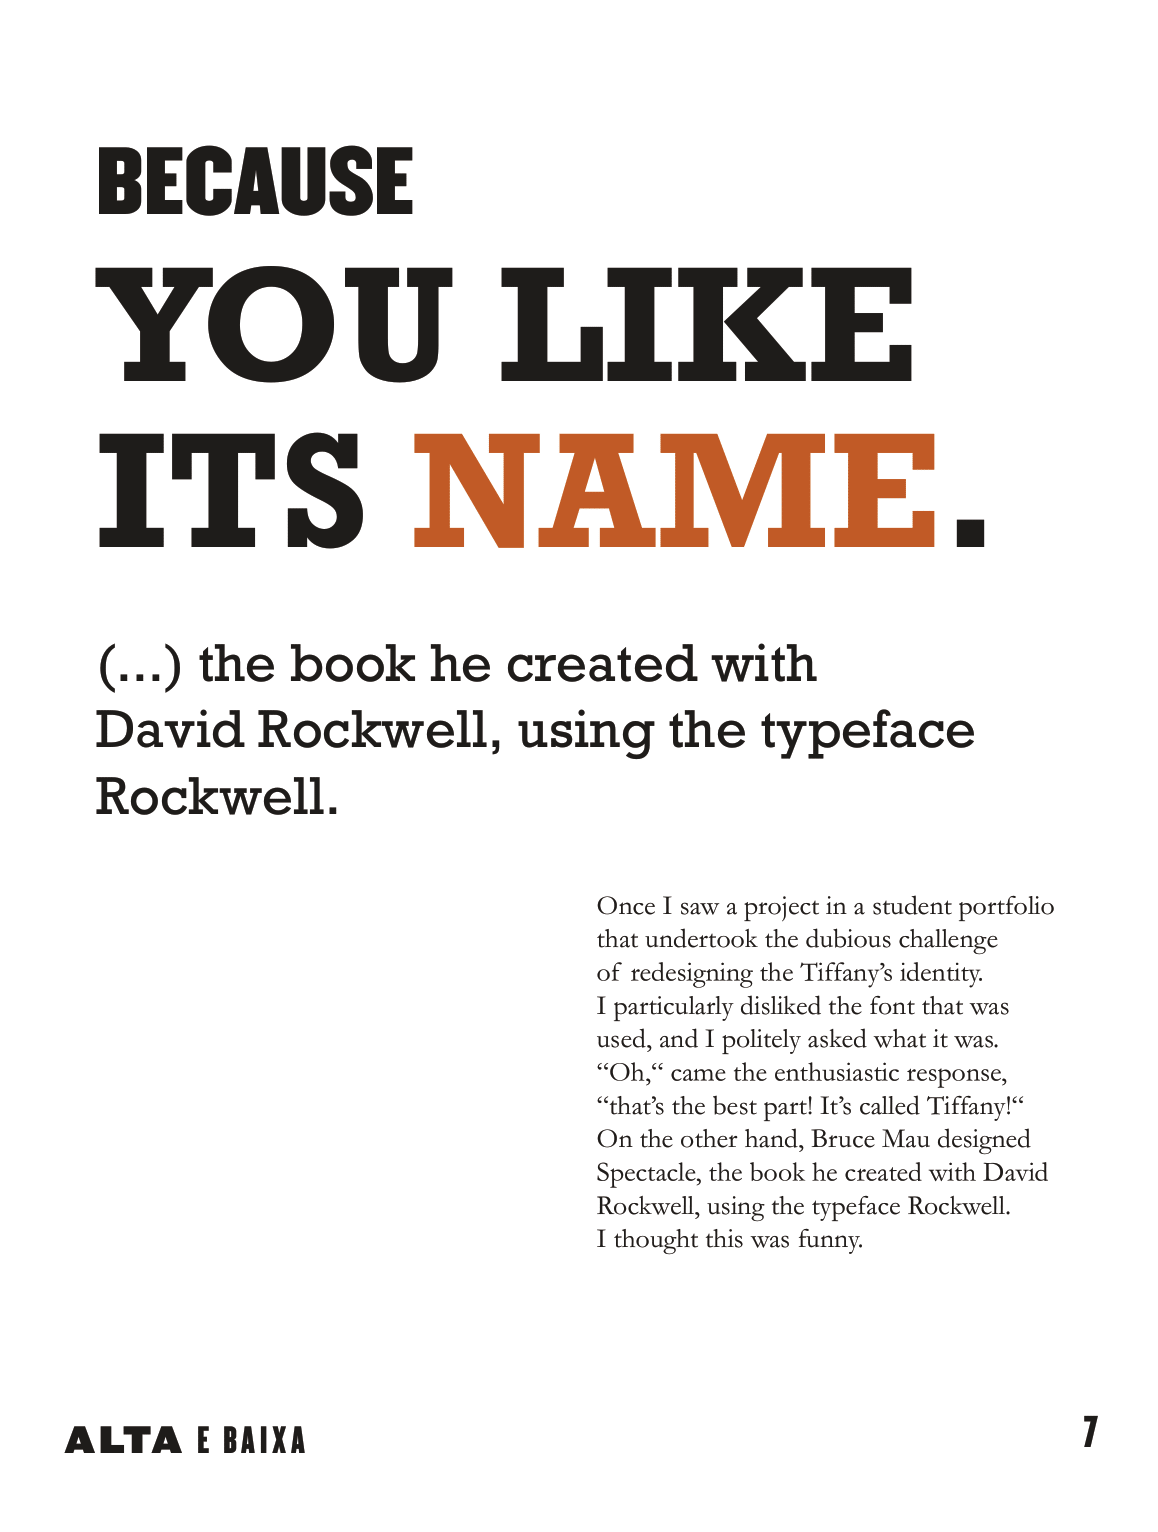 BECAUSE
YOU LIKE
ITS NAME.
(...) the book he created with
David Rockwell, using the typeface
Rockwell.
Once I saw a project in a student portfolio
that undertook the dubious challenge
of redesigning the Tiffany’s identity.
I particularly disliked the font that was
used, and I politely asked what it was.
“Oh,“ came the enthusiastic response,
“that’s the best part! It’s called Tiffany!“
On the other hand, Bruce Mau designed
Spectacle, the book he created with David
Rockwell, using the typeface Rockwell.
I thought this was funny.
ALTA E BAIXA
7